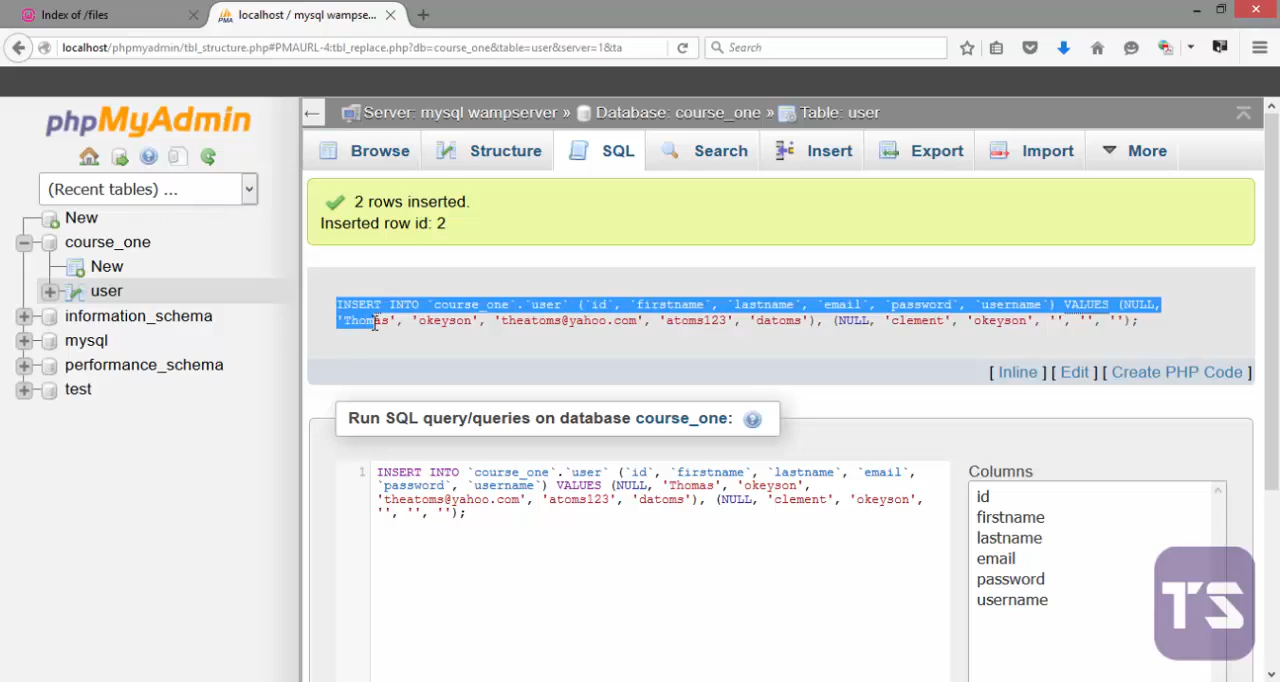 Index of /files
localhost / mysql wampse...
localhost/phpmyadmin/tbl_structure.php#PMAURL-4:tbl_replace.php?db=course_one&table=user&server=1&ta
Search
phpMyAdmin
(Recent tables) ...
New
course_one
New
user
information_schema
mysql
performance_schema
test
Server: mysql wampserver » Database: course_one » Table: user
Browse Structure SQL Search Insert Export Import More
2 rows inserted.
Inserted row id: 2
INSERT INTO `course_one`.`user` (`id`, `firstname`, `lastname`, `email`, `password`, `username`) VALUES (NULL,
'Thomas', 'okeyson', 'theatoms@yahoo.com', 'atoms123', 'datoms'), (NULL, 'clement', 'okeyson', '', '', '');
[ Inline ] [ Edit ] [ Create PHP Code ]
Run SQL query/queries on database course_one:
1
INSERT INTO `course_one`.`user` (`id`, `firstname`, `lastname`, `email`,
`password`, `username`) VALUES (NULL, 'Thomas', 'okeyson',
'theatoms@yahoo.com', 'atoms123', 'datoms'), (NULL, 'clement', 'okeyson',
'', '', '');
Columns
id
firstname
lastname
email
password
username
TS